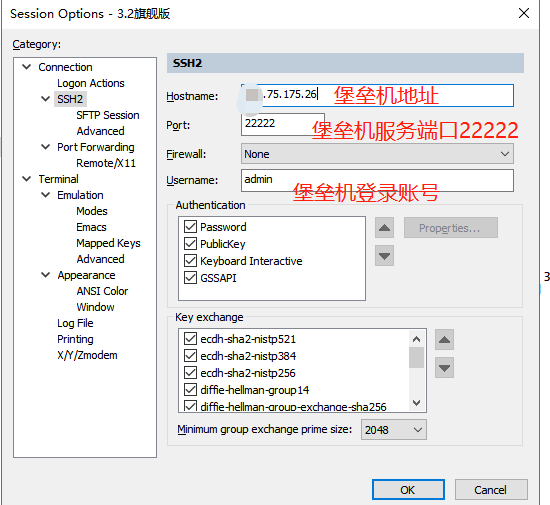 Session Options - 3.2旗舰版
Category:
Connection
Logon Actions
SSH2
SFTP Session
Advanced
Port Forwarding
Remote/X11
Terminal
Emulation
Modes
Emacs
Mapped Keys
Advanced
Appearance
ANSI Color
Window
Log File
Printing
X/Y/Zmodem
SSH2
Hostname: .75.175.26 堡垒机地址
Port: 22222 堡垒机服务端口22222
Firewall: None
Username: admin
堡垒机登录账号
Authentication
Password
PublicKey
Keyboard Interactive
GSSAPI
Properties...
Key exchange
ecdh-sha2-nistp521
ecdh-sha2-nistp384
ecdh-sha2-nistp256
diffie-hellman-group14
diffie-hellman-group-exchange-sha256
Minimum group exchange prime size: 2048
OK Cancel
3